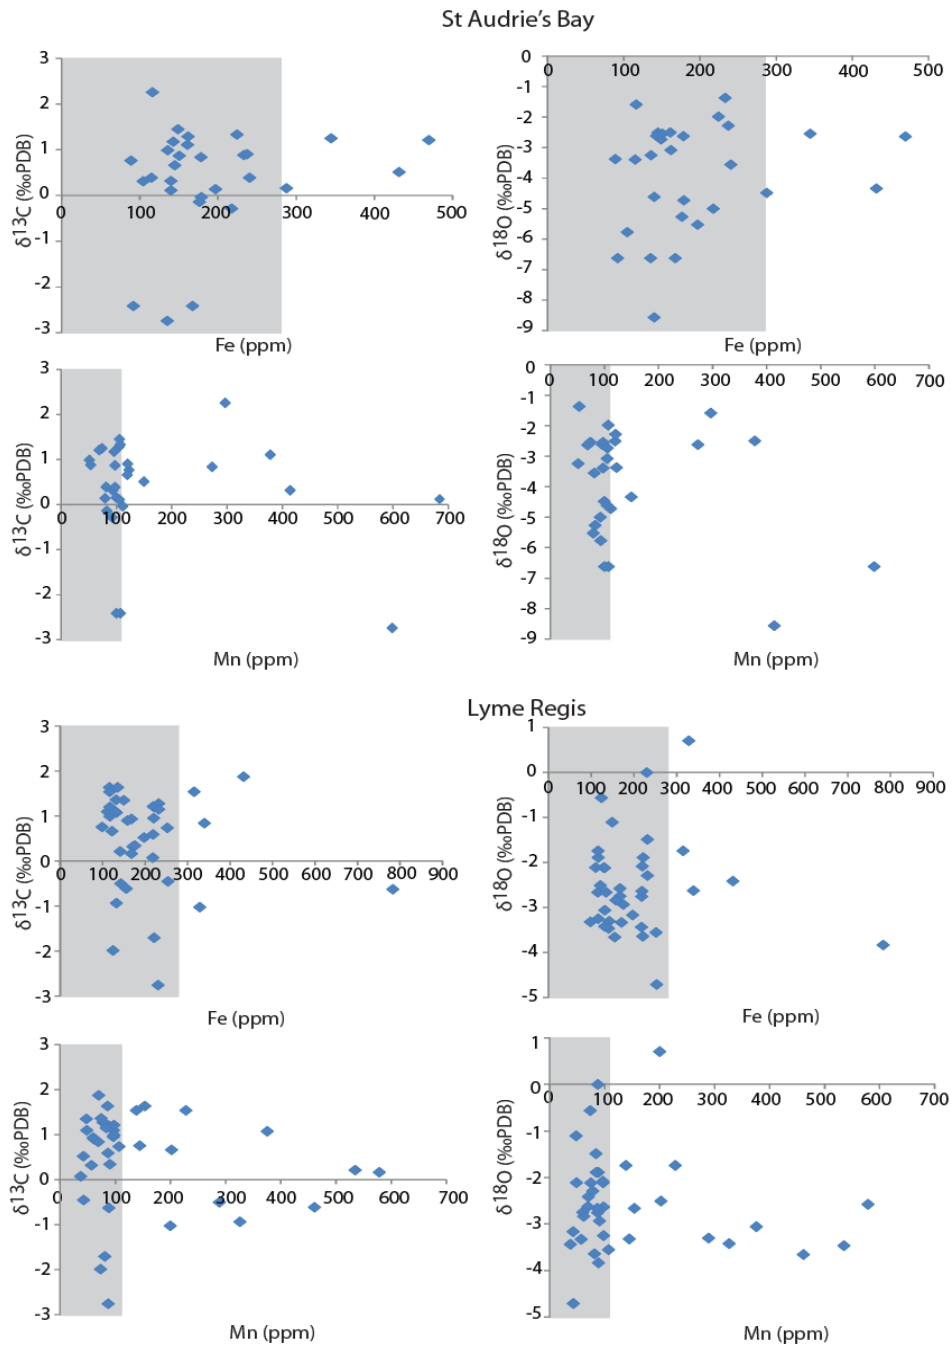 St Audrie's Bay
3
2
1
0
-1
-2
-3
0 100 200 300 400 500
δ13C (‰PDB)
Fe (ppm)
0
-1
-2
-3
-4
-5
-6
-7
-8
-9
0 100 200 300 400 500
δ18O (‰PDB)
Fe (ppm)
3
2
1
0
-1
-2
-3
0 100 200 300 400 500 600 700
δ13C (‰PDB)
Mn (ppm)
0
-1
-2
-3
-4
-5
-6
-7
-8
-9
0 100 200 300 400 500 600 700
δ18O (‰PDB)
Mn (ppm)
Lyme Regis
3
2
1
0
-1
-2
-3
0 100 200 300 400 500 600 700 800 900
δ13C (‰PDB)
Fe (ppm)
1
0
-1
-2
-3
-4
-5
0 100 200 300 400 500 600 700 800 900
δ18O (‰PDB)
Fe (ppm)
3
2
1
0
-1
-2
-3
0 100 200 300 400 500 600 700
δ13C (‰PDB)
Mn (ppm)
1
0
-1
-2
-3
-4
-5
0 100 200 300 400 500 600 700
δ18O (‰PDB)
Mn (ppm)